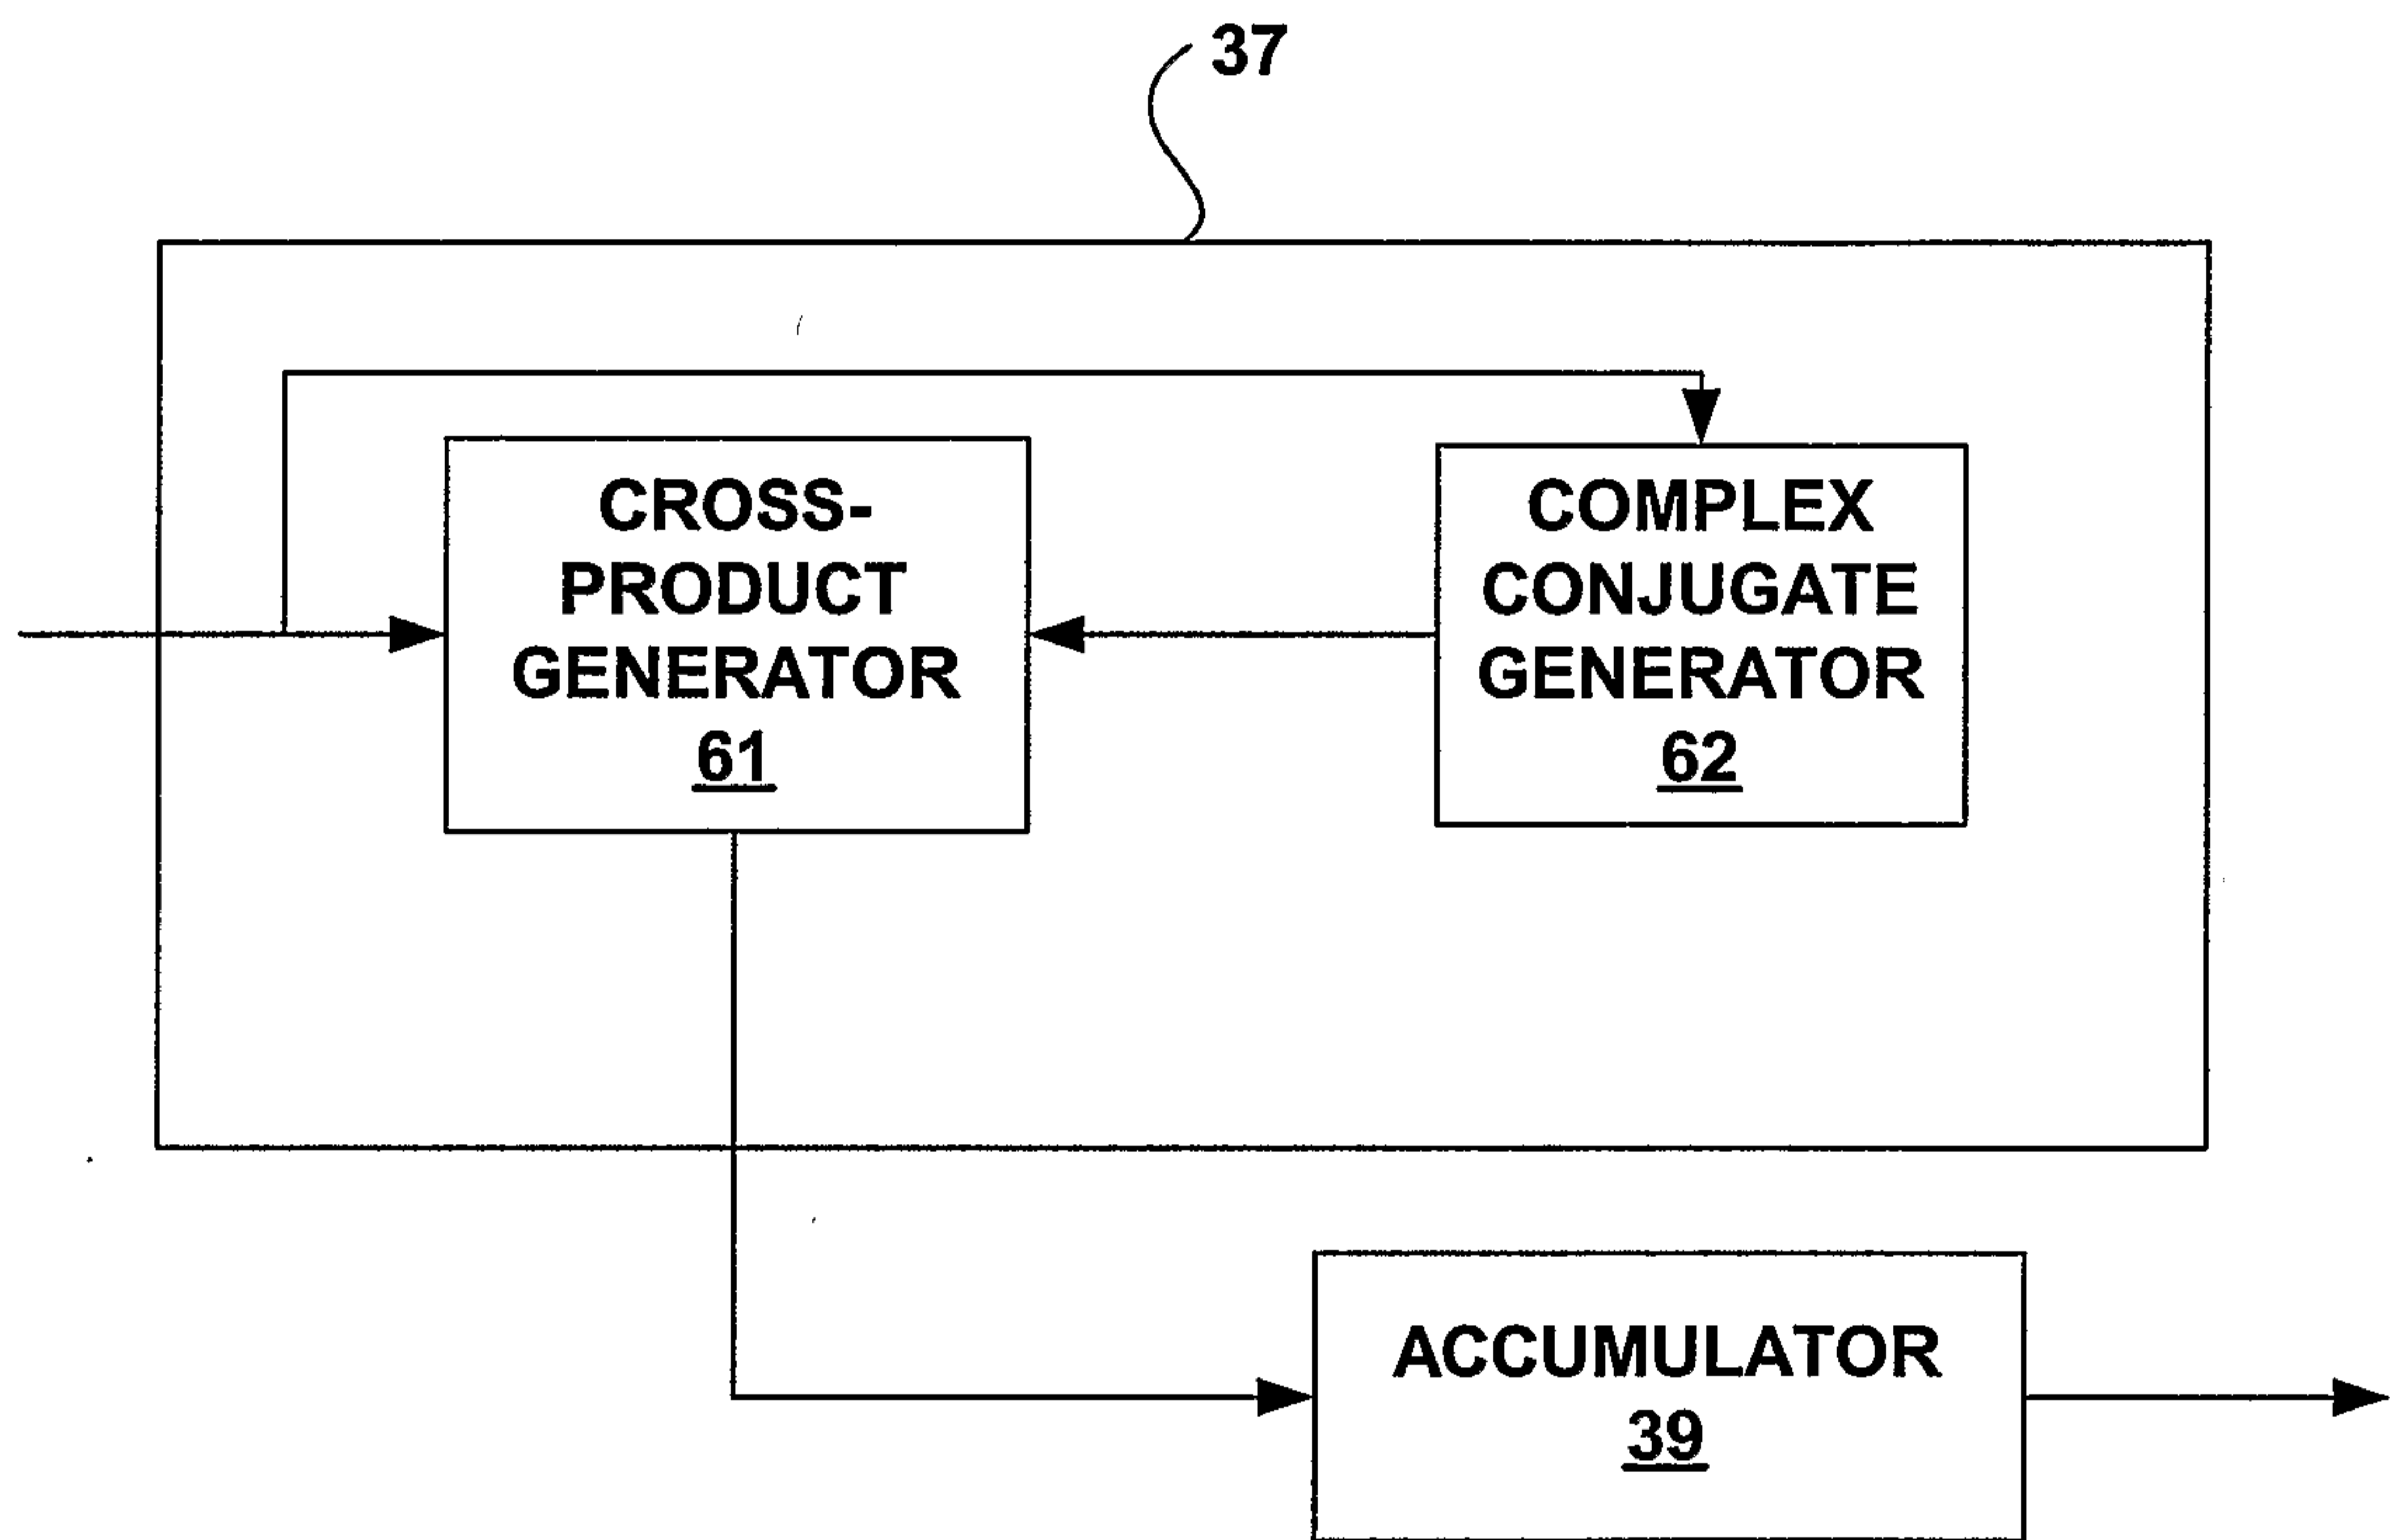 37
CROSS-
PRODUCT
GENERATOR
61
COMPLEX
CONJUGATE
GENERATOR
62
ACCUMULATOR
39